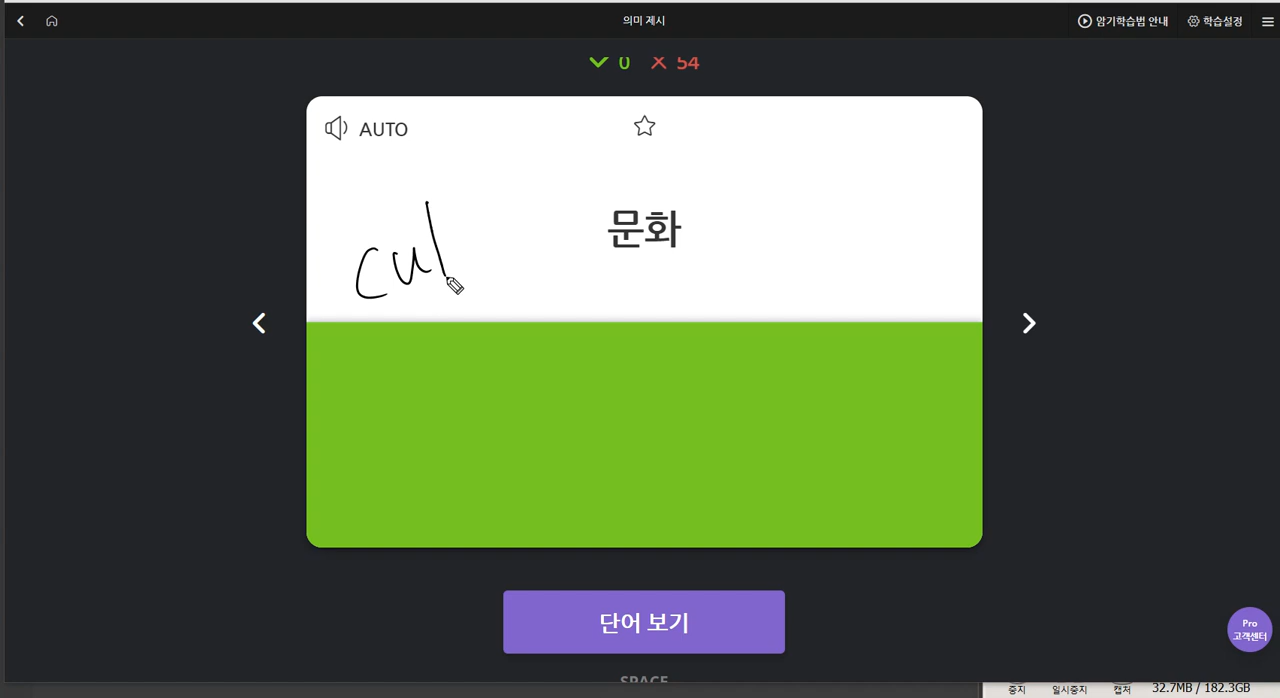 의미 제시
암기학습법 안내
학습설정
0 54
AUTO
문화
cul
단어 보기
Pro
고객센터
SPACE
중지 일시중지 캡처 32.7MB / 182.3GB